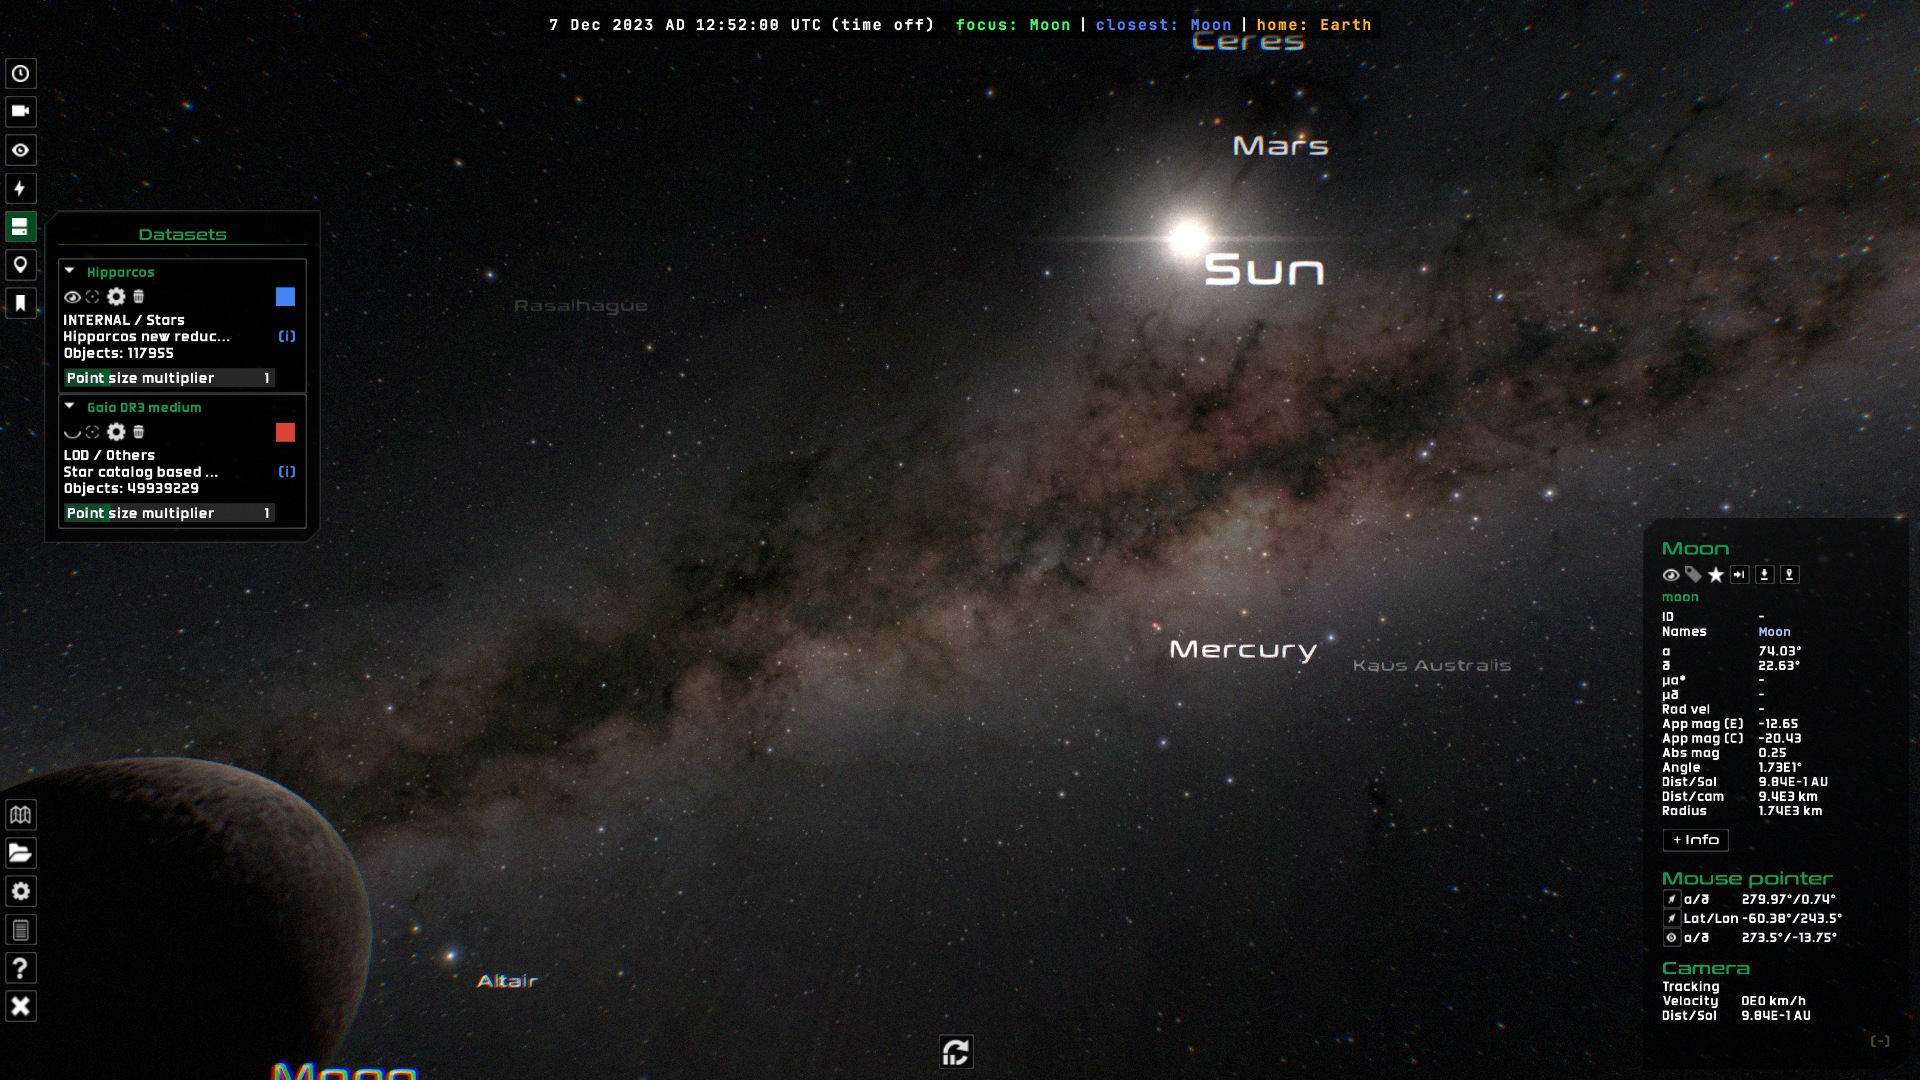 7 Dec 2023 AD 12:52:00 UTC (time off) focus: Moon | closest: Moon | home: Earth
Ceres
Mars
Sun
Datasets
Hipparcos
INTERNAL / Stars
Hipparcos new reduc... (i)
Objects: 117955
Point size multiplier 1
Gaia DR3 medium
LOD / Others
Star catalog based ... (i)
Objects: 49939229
Point size multiplier 1
Rasalhague
Mercury
Kaus Australis
Altair
Moon
Moon
moon
ID -
Names Moon
α 74.03°
δ 22.63°
μα* -
μδ -
Rad vel -
App mag (E) -12.65
App mag (C) -20.43
Abs mag 0.25
Angle 1.73E1°
Dist/Sol 9.84E-1 AU
Dist/cam 9.4E3 km
Radius 1.74E3 km
+ Info
Mouse pointer
α/δ 279.97°/0.74°
Lat/Lon -60.38°/243.5°
α/δ 273.5°/-13.75°
Camera
Tracking
Velocity 0E0 km/h
Dist/Sol 9.84E-1 AU
(-)